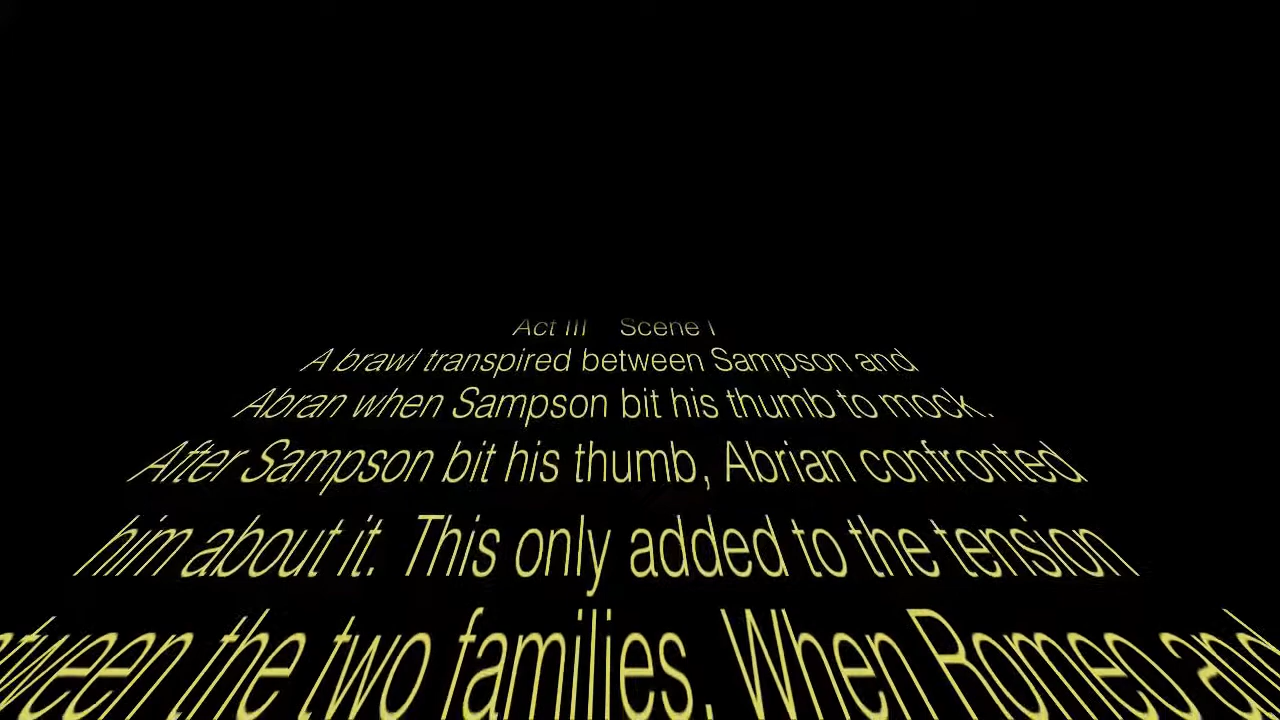 Act III Scene I
A brawl transpired between Sampson and
Abran when Sampson bit his thumb to mock.
After Sampson bit his thumb, Abrian confronted
him about it. This only added to the tension
the two families. When Romeo